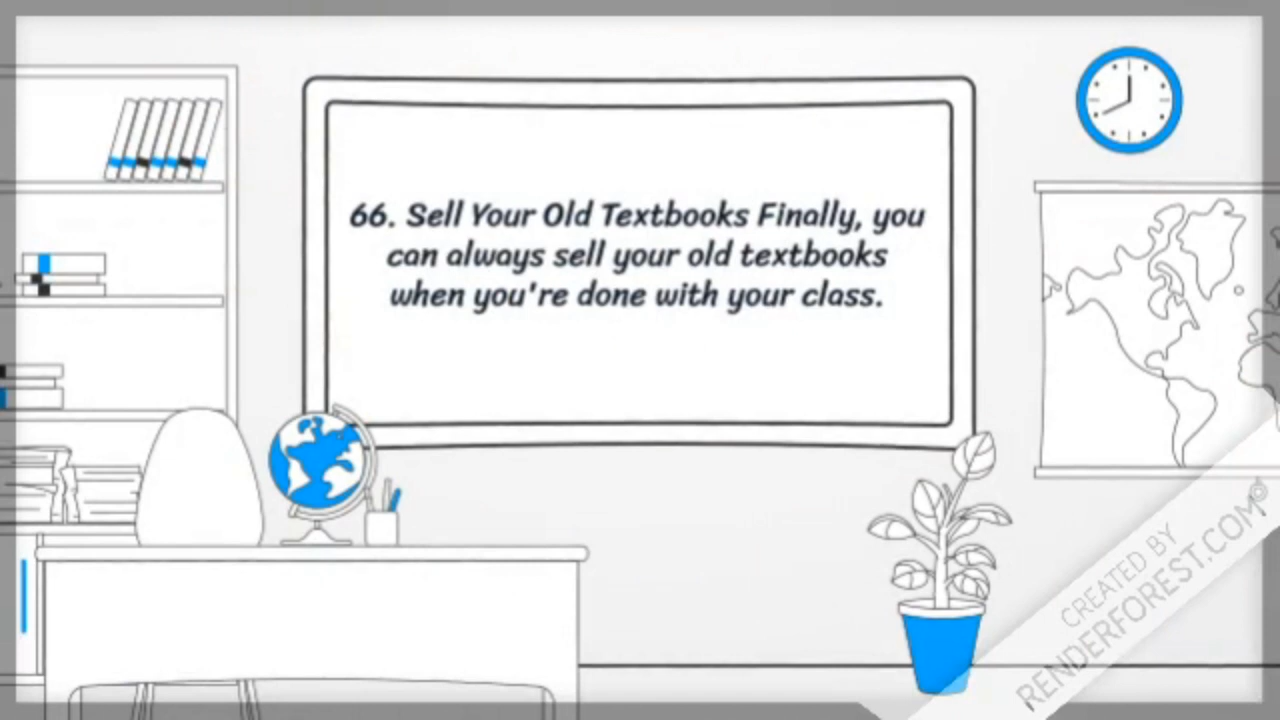 66. Sell Your Old Textbooks Finally, you
can always sell your old textbooks
when you're done with your class.
CREATED BY
RENDERFOREST.COM